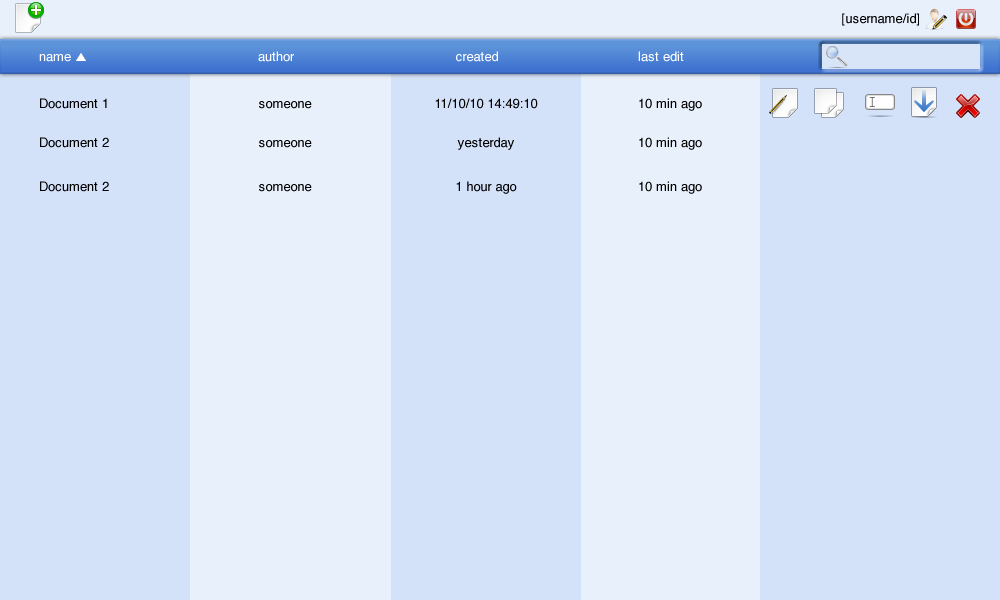 [username/id]
name ▲ author created last edit
Document 1 someone 11/10/10 14:49:10 10 min ago
Document 2 someone yesterday 10 min ago
Document 2 someone 1 hour ago 10 min ago